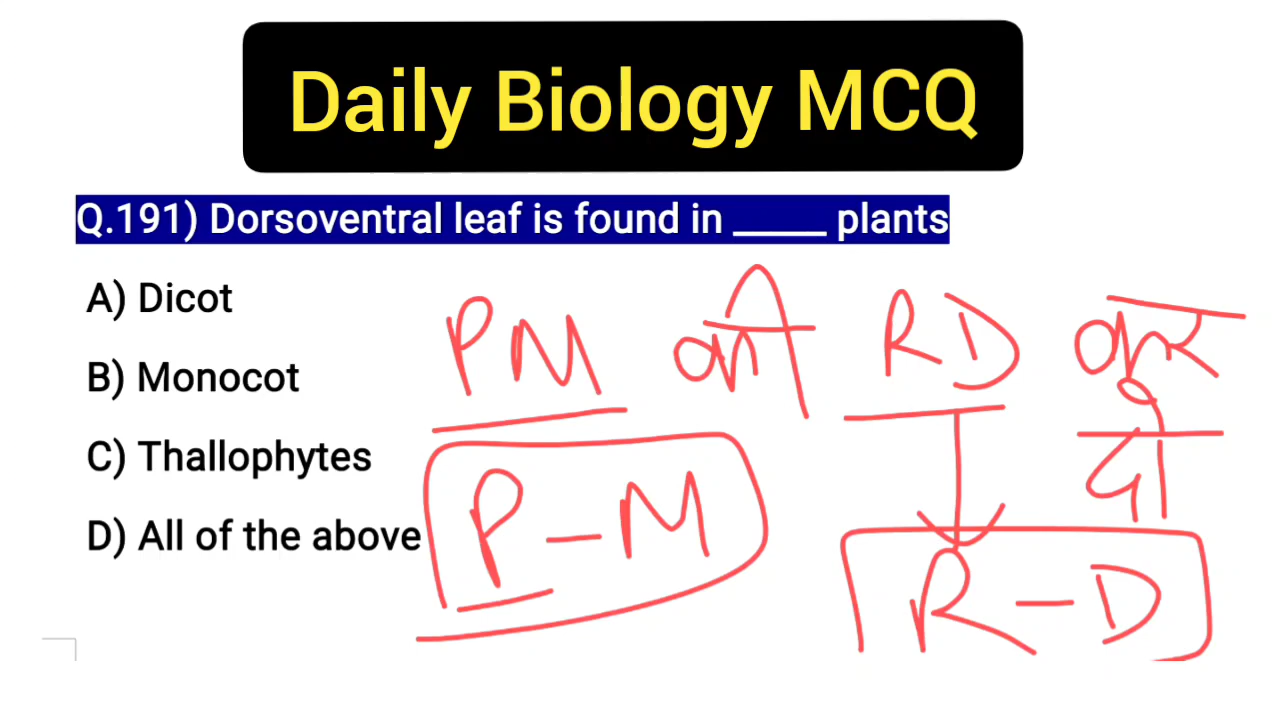 Daily Biology MCQ
Q.191) Dorsoventral leaf is found in _____ plants
A) Dicot
B) Monocot
C) Thallophytes
D) All of the above
PM RD
P-M
R-D